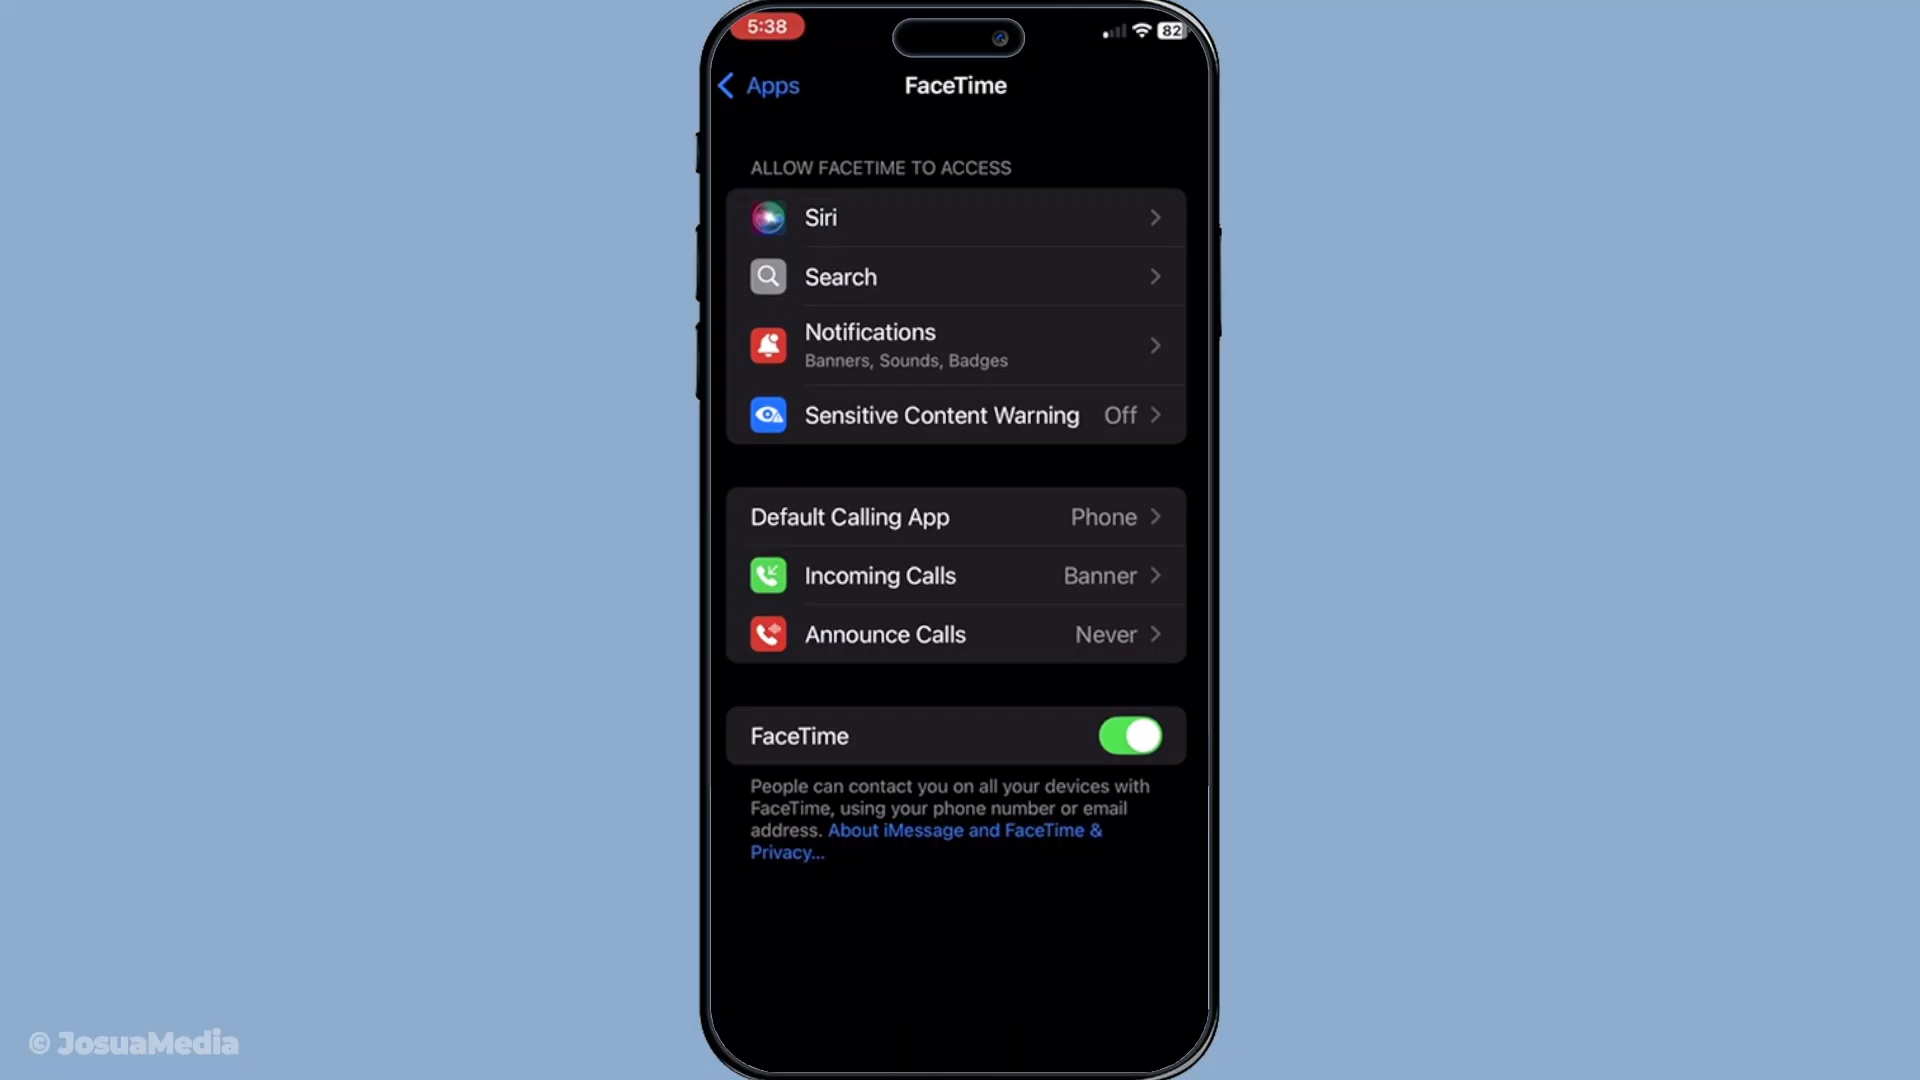 5:38
82
Apps
FaceTime
ALLOW FACETIME TO ACCESS
Siri
Search
Notifications
Banners, Sounds, Badges
Sensitive Content Warning Off
Default Calling App Phone
Incoming Calls Banner
Announce Calls Never
FaceTime
People can contact you on all your devices with
FaceTime, using your phone number or email
address. About iMessage and FaceTime &
Privacy...
© JosuaMedia